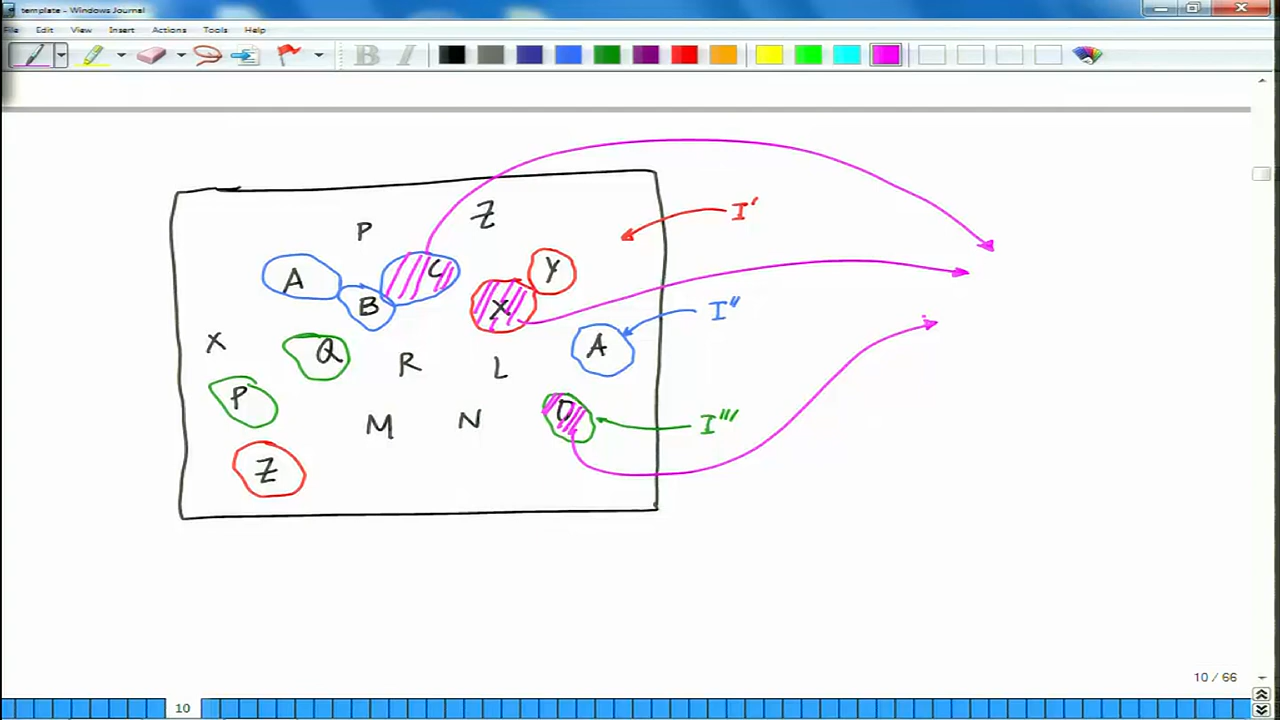 template - Windows Journal
File Edit View Insert Actions Tools Help
B I
P Z
I'
A B C X Y
I"
X Q R L A
P M N O
I'''
Z
10 / 66
10